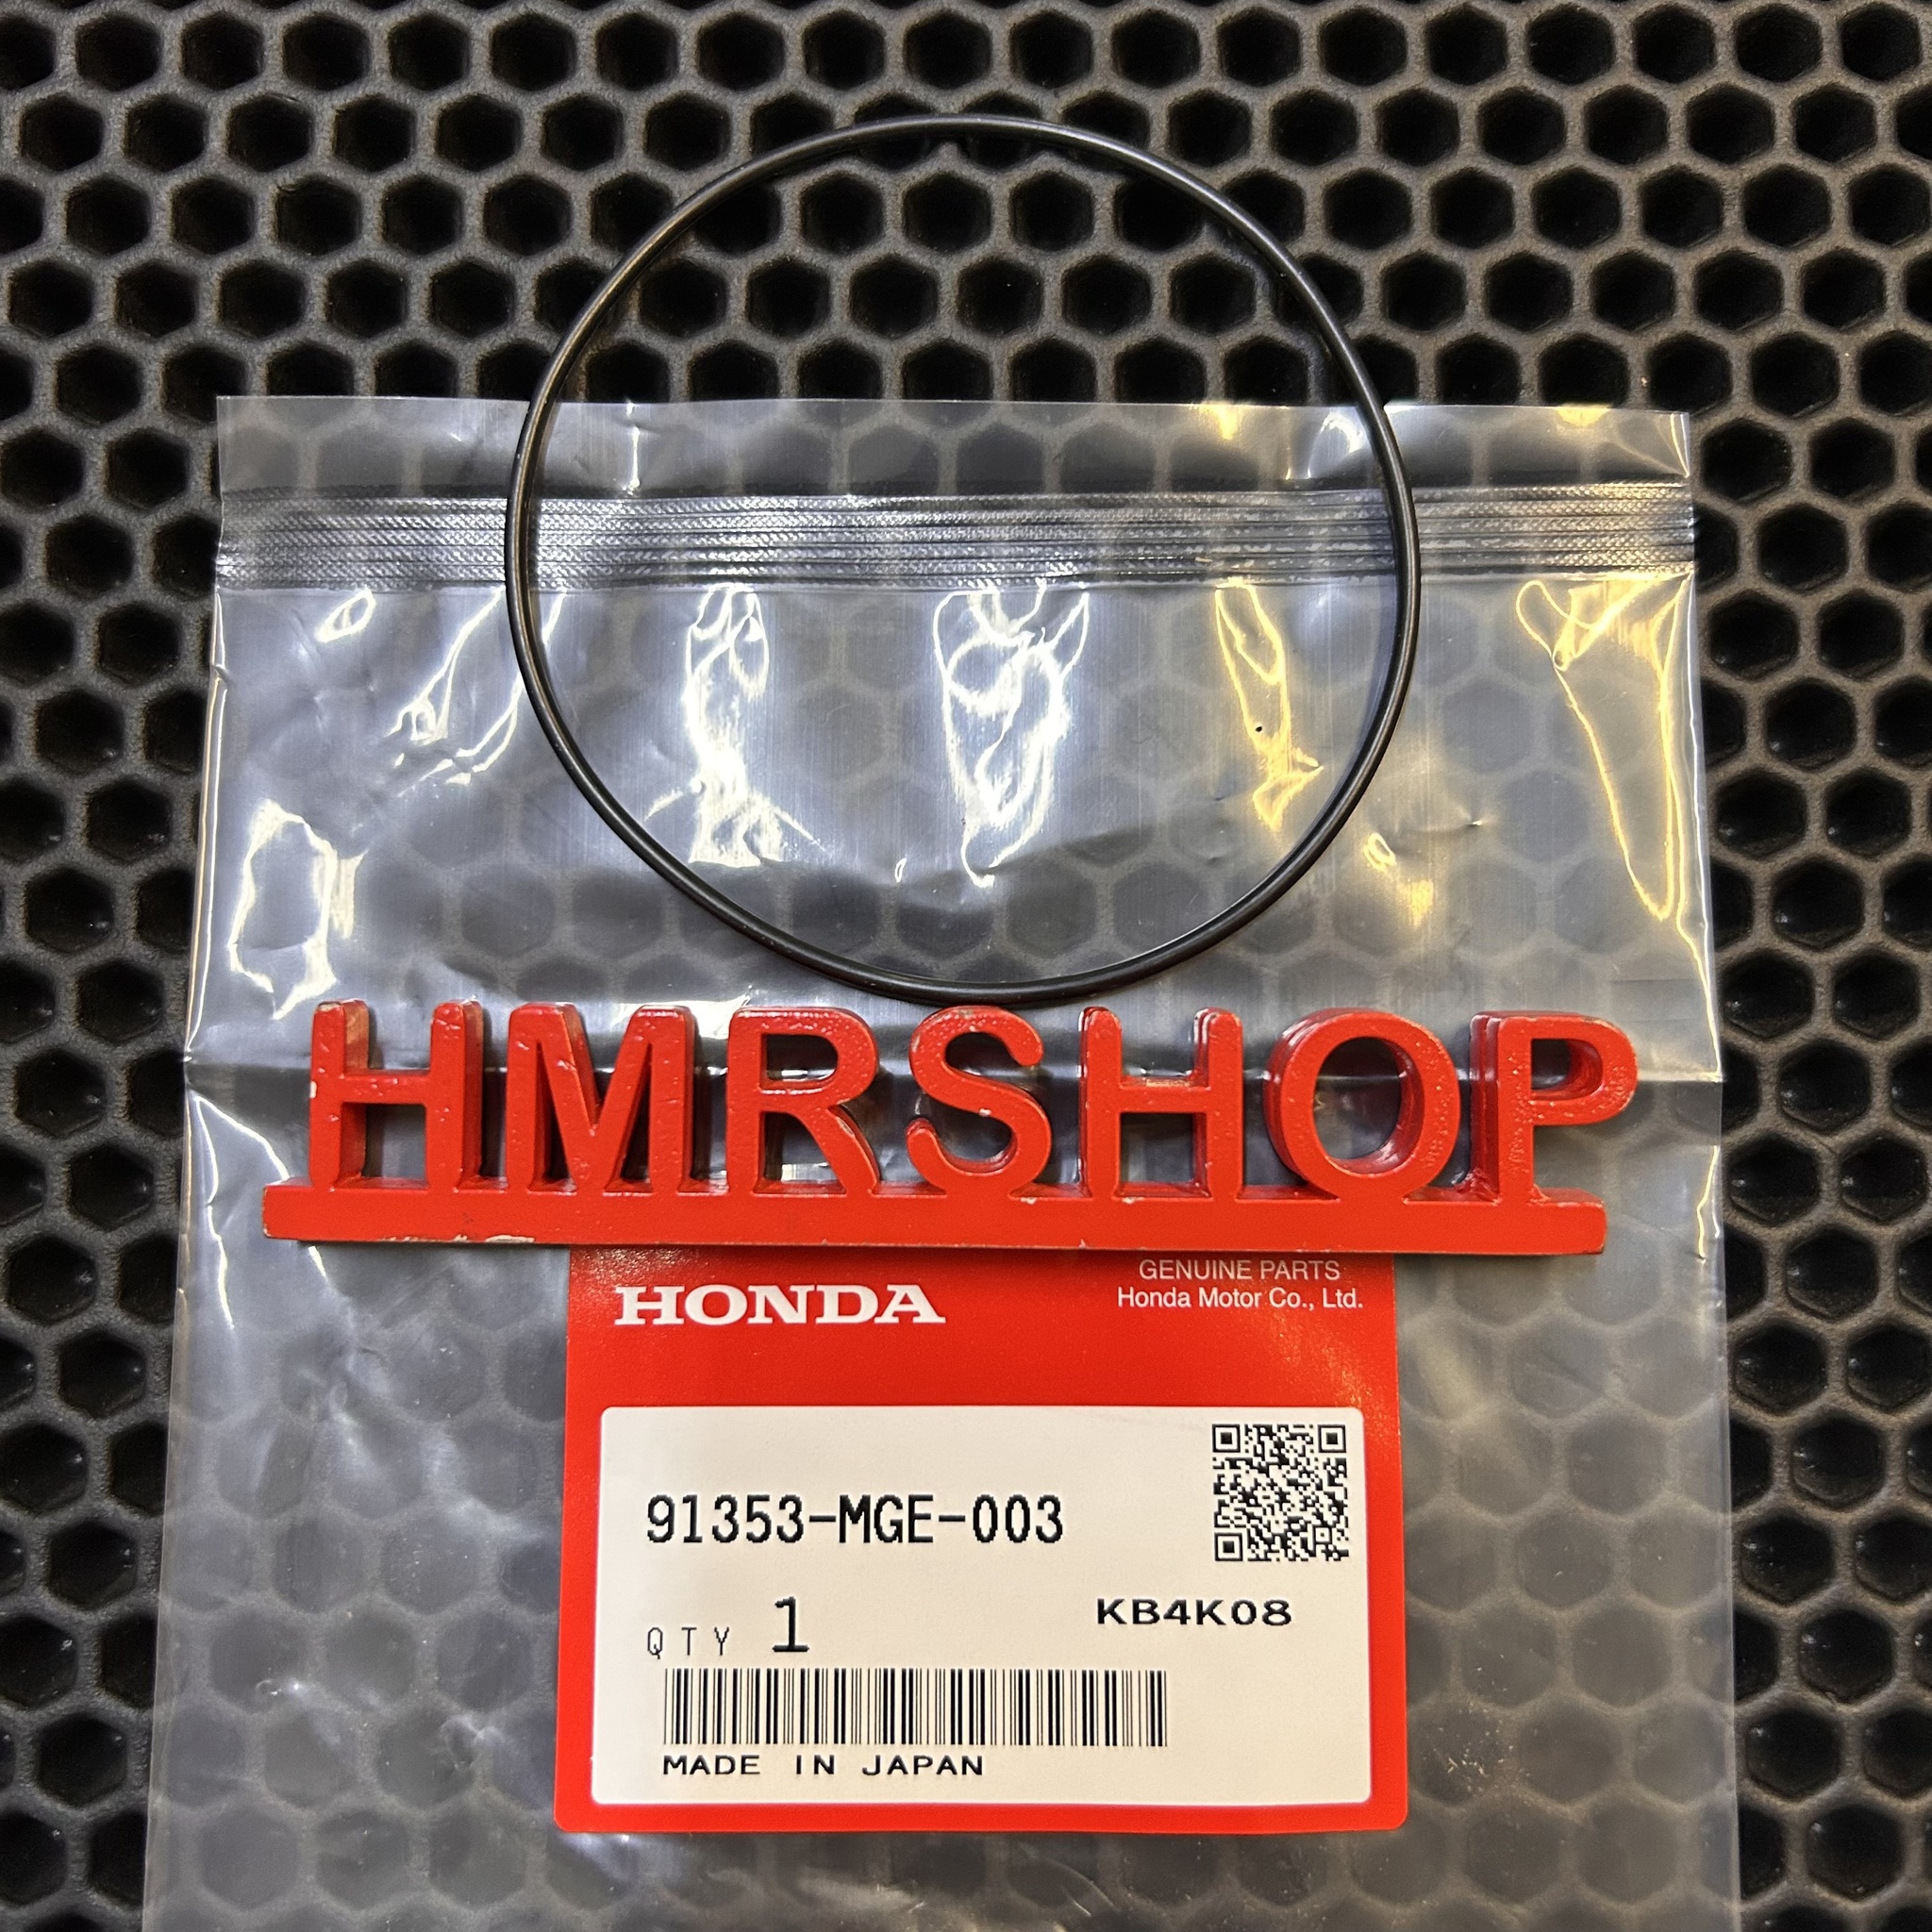 HMRSHOP
HONDA
GENUINE PARTS
Honda Motor Co., Ltd.
91353-MGE-003
QTY 1
KB4K08
MADE IN JAPAN